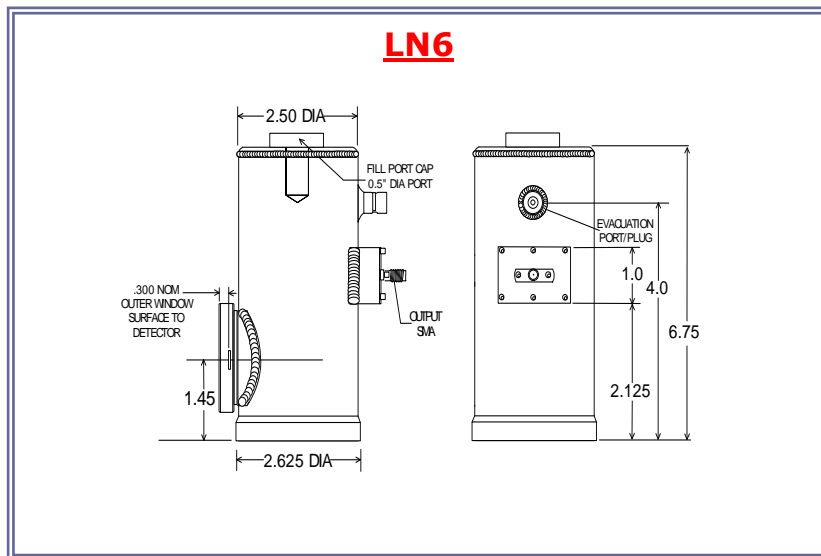 LN6
2.50 DIA
FILL PORT CAP
0.5" DIA PORT
EVACUATION
PORT/PLUG
.300 NOM
OUTER WINDOW
SURFACE TO
DETECTOR
1.0
4.0
OUTPUT
SMA
6.75
1.45
2.125
2.625 DIA